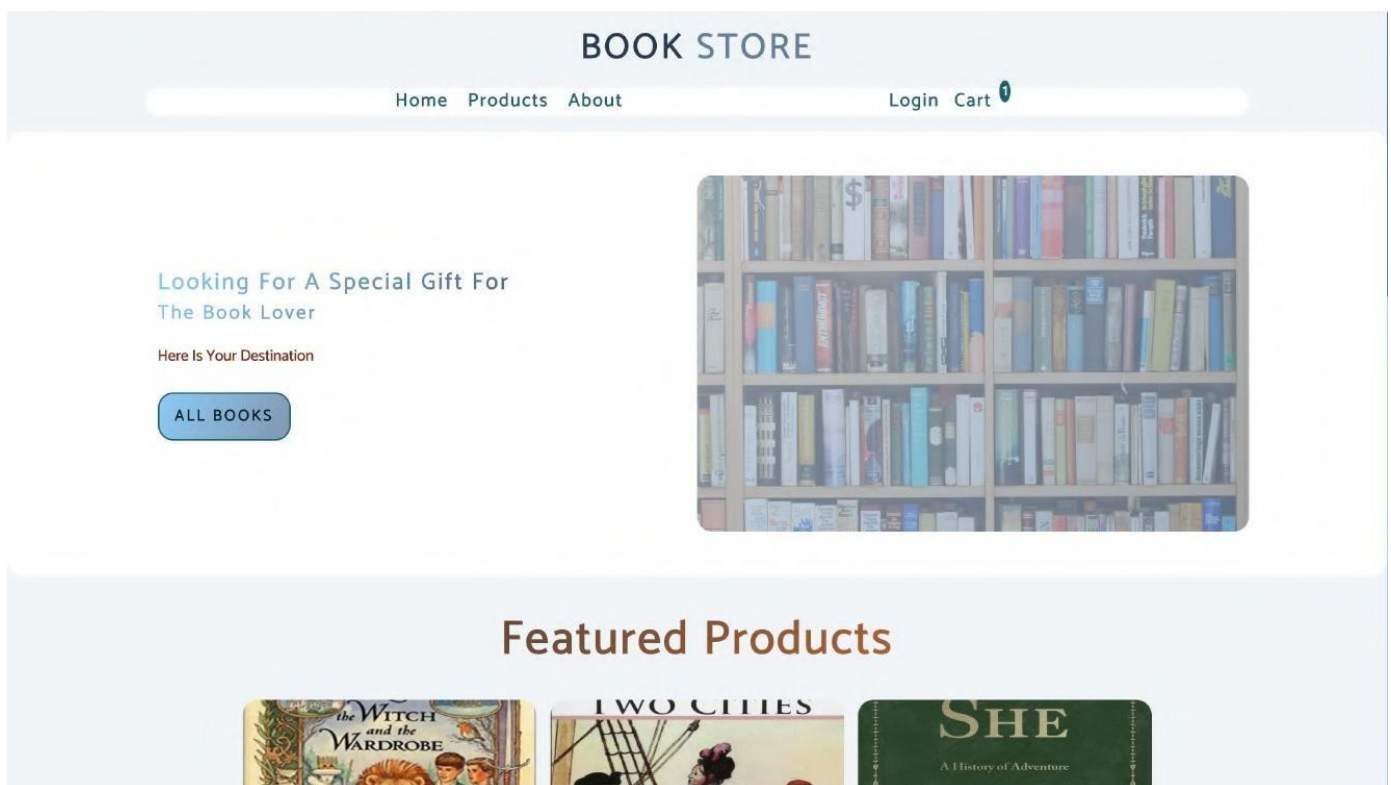 BOOK STORE
Home Products About Login Cart 1
Looking For A Special Gift For
The Book Lover
Here Is Your Destination
ALL BOOKS
Featured Products
the WITCH
and the
WARDROBE
TWO CITIES
SHE
A History of Adventure